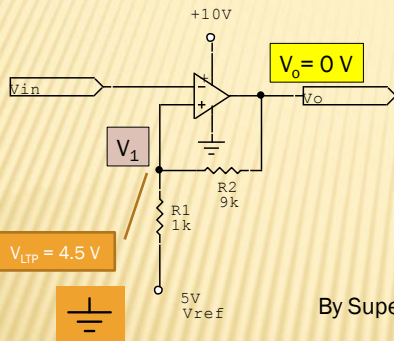 +10V
Vo = 0 V
Vin
+
-
+
Vo
V1
R2
9k
R1
1k
VLTP = 4.5 V
5V
Vref
By Supe